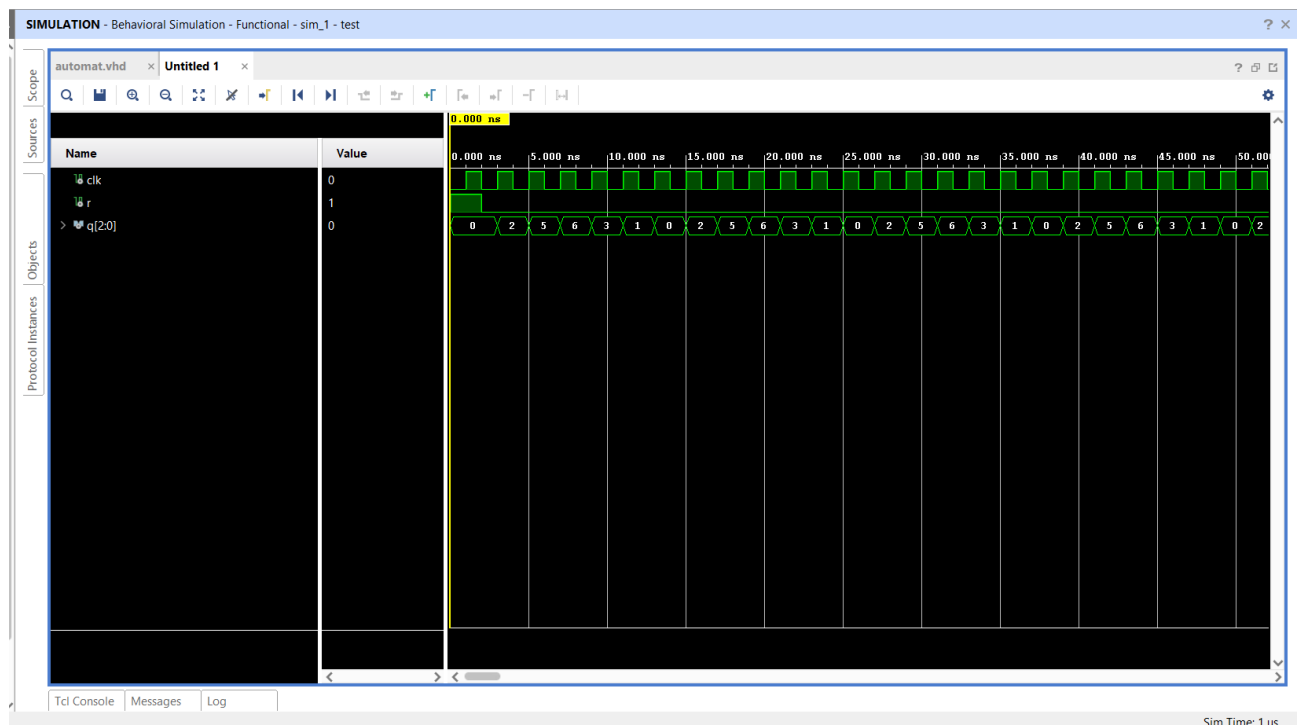 SIMULATION - Behavioral Simulation - Functional - sim_1 - test
? ×
Scope
Sources
Objects
Protocol Instances
automat.vhd × Untitled 1 ×
?
0.000 ns
Name Value
0.000 ns 5.000 ns 10.000 ns 15.000 ns 20.000 ns 25.000 ns 30.000 ns 35.000 ns 40.000 ns 45.000 ns 50.00
clk 0
r 1
> q[2:0] 0 0 2 5 6 3 1 0 2 5 6 3 1 0 2 5 6 3 1 0 2 5 6 3 1 0 2
Tcl Console Messages Log
Sim Time: 1 us